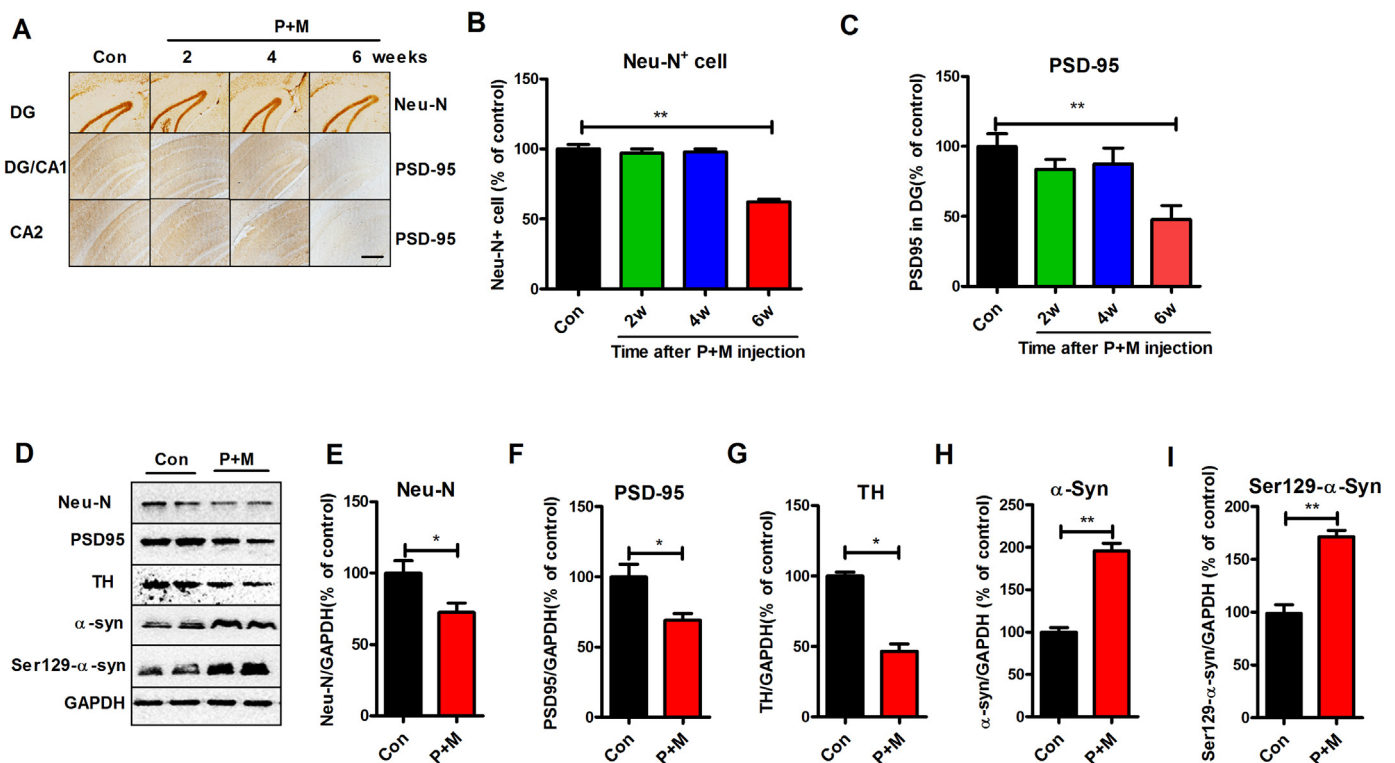 A
P+M
Con 2 4 6 weeks
DG
Neu-N
DG/CA1
PSD-95
CA2
PSD-95
B
Neu-N+ cell
Neu-N+ cell (% of control)
150
100
50
0
**
Con 2w 4w 6w
Time after P+M injection
C
PSD-95
PSD95 in DG(% of control)
150
100
50
0
**
Con 2w 4w 6w
Time after P+M injection
D
Con P+M
Neu-N
PSD95
TH
α-syn
Ser129-α-syn
GAPDH
E
Neu-N
Neu-N/GAPDH(% of control)
150
100
50
0
*
Con P+M
F
PSD-95
PSD95/GAPDH(% of control)
150
100
50
0
*
Con P+M
G
TH
TH/GAPDH(% of control)
150
100
50
0
*
Con P+M
H
α-Syn
α-syn/GAPDH (% of control)
250
200
150
100
50
0
**
Con P+M
I
Ser129-α-Syn
Ser129-α-syn/GAPDH (% of control)
200
150
100
50
0
**
Con P+M